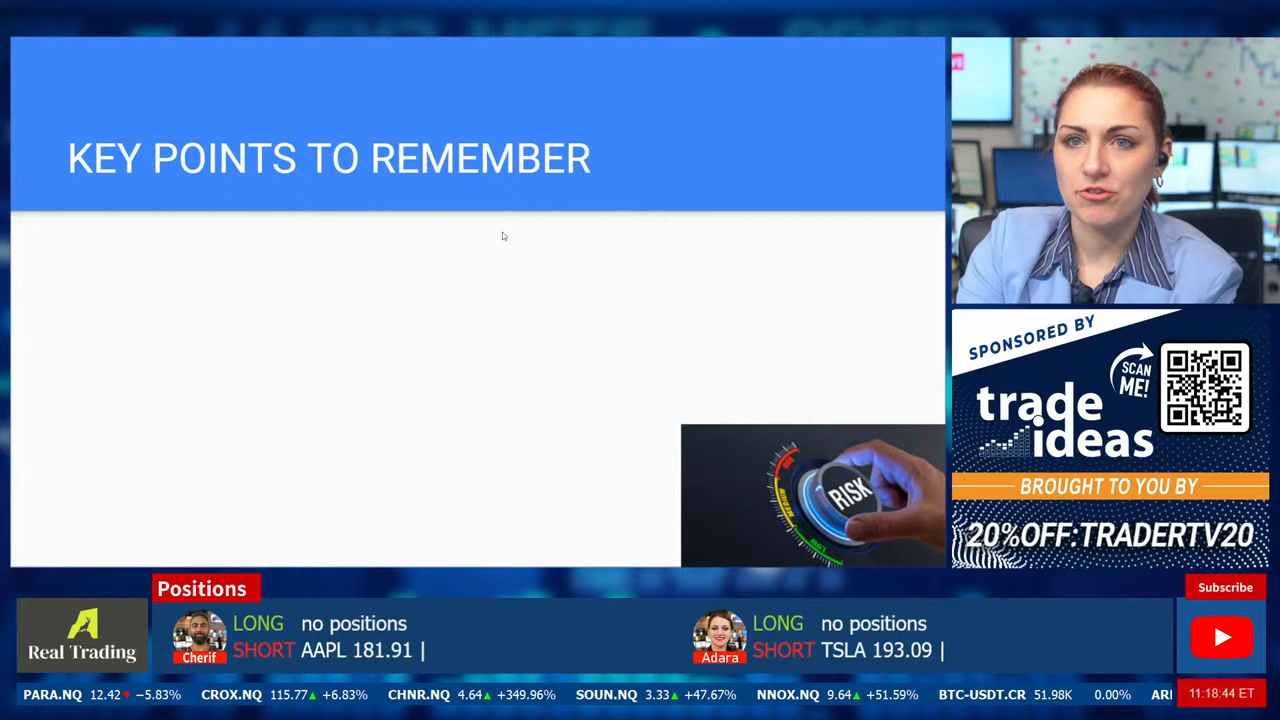 KEY POINTS TO REMEMBER
RISK
MEDIUM
LOW
SPONSORED BY
SCAN
ME!
trade
ideas
BROUGHT TO YOU BY
20%OFF:TRADERTV20
Positions
Subscribe
Real Trading
Cherif
LONG no positions
SHORT AAPL 181.91 |
Adara
LONG no positions
SHORT TSLA 193.09 |
PARA.NQ 12.42▼ −5.83% CROX.NQ 115.77▲ +6.83% CHNR.NQ 4.64▲ +349.96% SOUN.NQ 3.33▲ +47.67% NNOX.NQ 9.64▲ +51.59% BTC-USDT.CR 51.98K 0.00%
11:18:44 ET